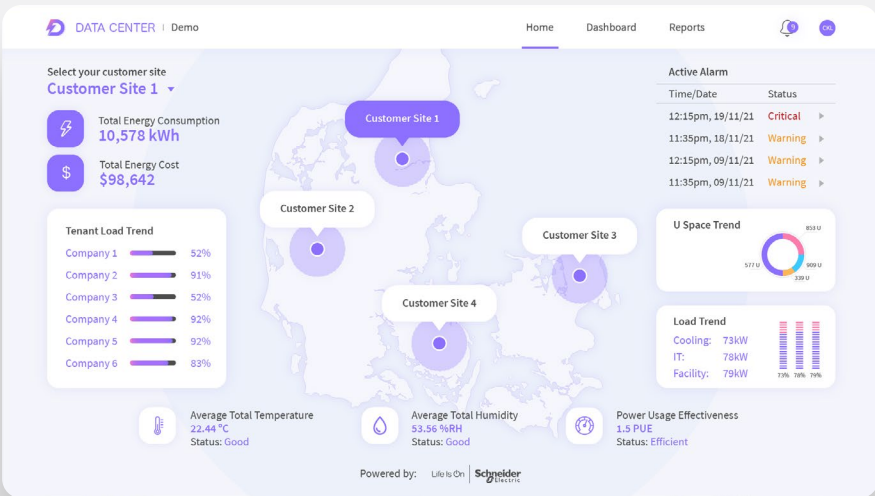 DATA CENTER | Demo
Home Dashboard Reports
9
CKL
Select your customer site
Customer Site 1
Total Energy Consumption
10,578 kWh
Total Energy Cost
$98,642
Tenant Load Trend
Company 1 52%
Company 2 91%
Company 3 52%
Company 4 92%
Company 5 92%
Company 6 83%
Customer Site 1
Customer Site 2
Customer Site 3
Customer Site 4
Active Alarm
Time/Date Status
12:15pm, 19/11/21 Critical
11:35pm, 18/11/21 Warning
12:15pm, 09/11/21 Warning
11:35pm, 09/11/21 Warning
U Space Trend
853 U
577 U
909 U
339 U
Load Trend
Cooling: 73kW
IT: 78kW
Facility: 79kW
73% 78% 79%
Average Total Temperature
22.44 °C
Status: Good
Average Total Humidity
53.56 %RH
Status: Good
Power Usage Effectiveness
1.5 PUE
Status: Efficient
Powered by: Life Is On | Schneider Electric